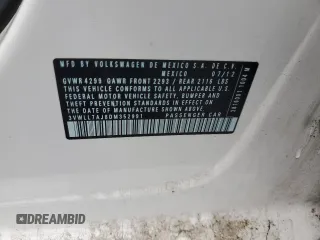 MFD BY VOLKSWAGEN DE MEXICO S.A. DE C.V.
MEXICO 07/12
GVWR 4299 GAWR FRONT 2293 / REAR 2116 LBS
THIS VEHICLE CONFORMS TO ALL APPLICABLE U.S.
FEDERAL MOTOR VEHICLE SAFETY, BUMPER AND THEFT
PREVENTION STANDARDS IN EFFECT ON THE DATE OF
MANUFACTURE SHOWN ABOVE.
PASSENGER CAR
DREAMBID